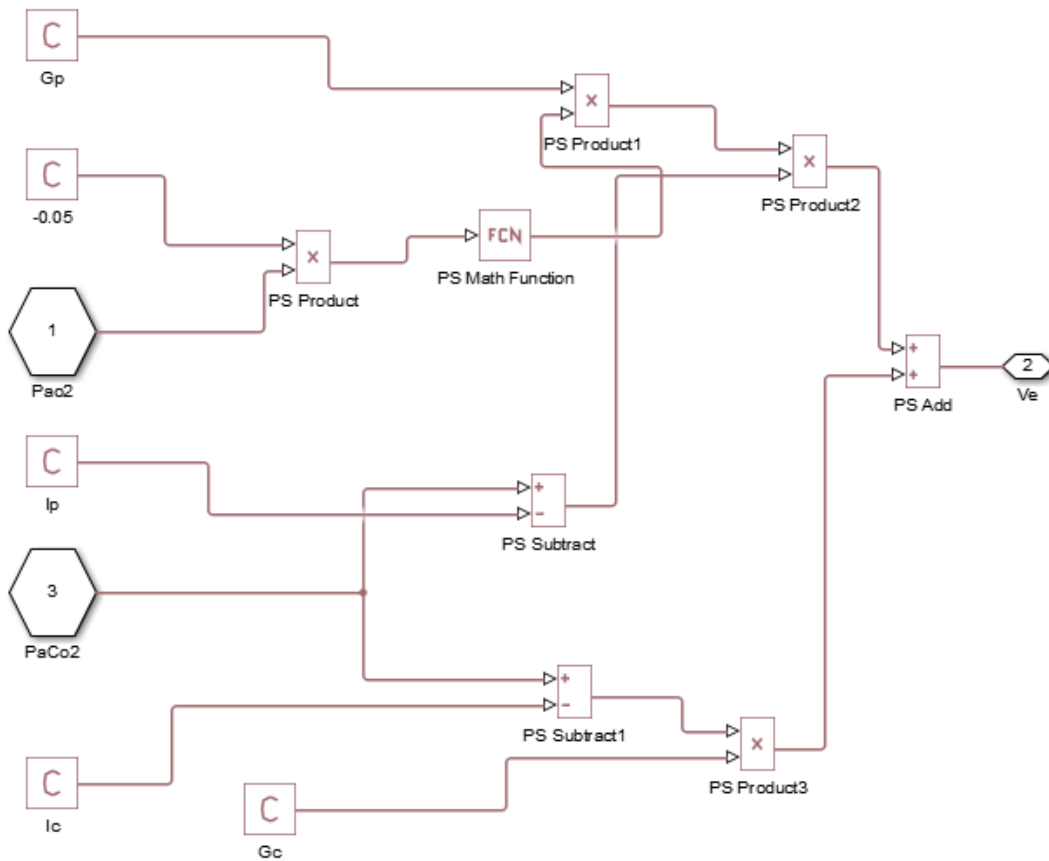 C
Gp
×
PS Product1
C
-0.05
×
PS Product2
FCN
PS Math Function
×
PS Product
1
Pao2
+
+
PS Add
2
Ve
C
Ip
+
-
PS Subtract
3
PaCo2
+
-
PS Subtract1
×
PS Product3
C
Ic
C
Gc